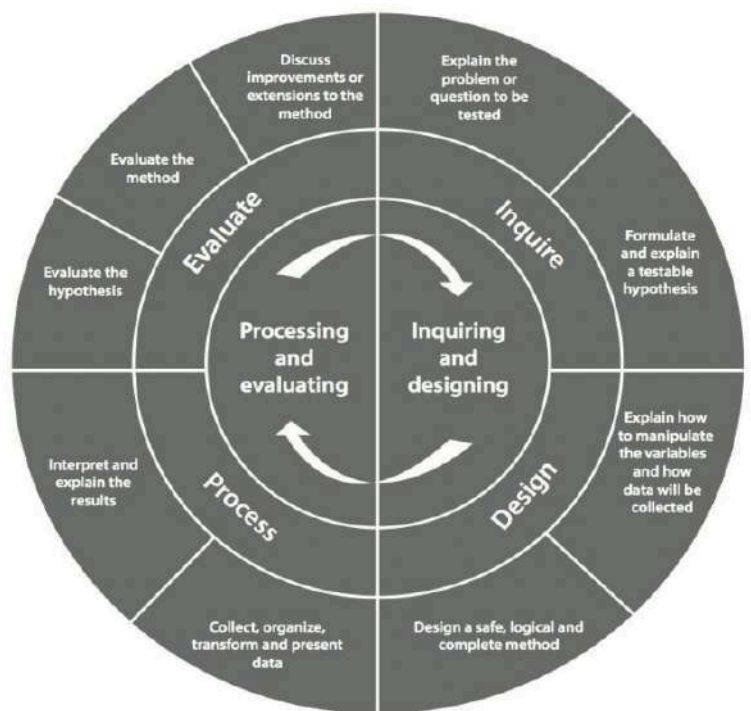 Discuss
improvements or
extensions to the
method
Explain the
problem or
question to be
tested
Evaluate the
method
Evaluate
Inquire
Formulate
and explain
a testable
hypothesis
Evaluate the
hypothesis
Processing
and
evaluating
Inquiring
and
designing
Interpret and
explain the
results
Process
Design
Explain how
to manipulate
the variables
and how
data will be
collected
Collect, organize,
transform and present
data
Design a safe, logical and
complete method